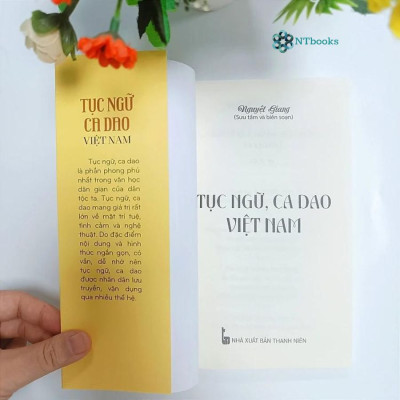 NTbooks
TỤC NGỮ
CA DAO
VIỆT NAM
Tục ngữ, ca dao
là phần phong phú
nhất trong văn học
dân gian của dân
tộc ta. Tục ngữ, ca
dao mang giá trị rất
lớn về mặt trí tuệ,
tình cảm và nghệ
thuật. Do đặc điểm
nội dung và hình
thức ngắn gọn, có
vần, dễ nhớ nên
tục ngữ, ca dao
được nhân dân lưu
truyền, vận dụng
qua nhiều thế hệ.
Nguyệt Giang
(Sưu tầm và biên soạn)
TỤC NGỮ, CA DAO
VIỆT NAM
NHÀ XUẤT BẢN THANH NIÊN